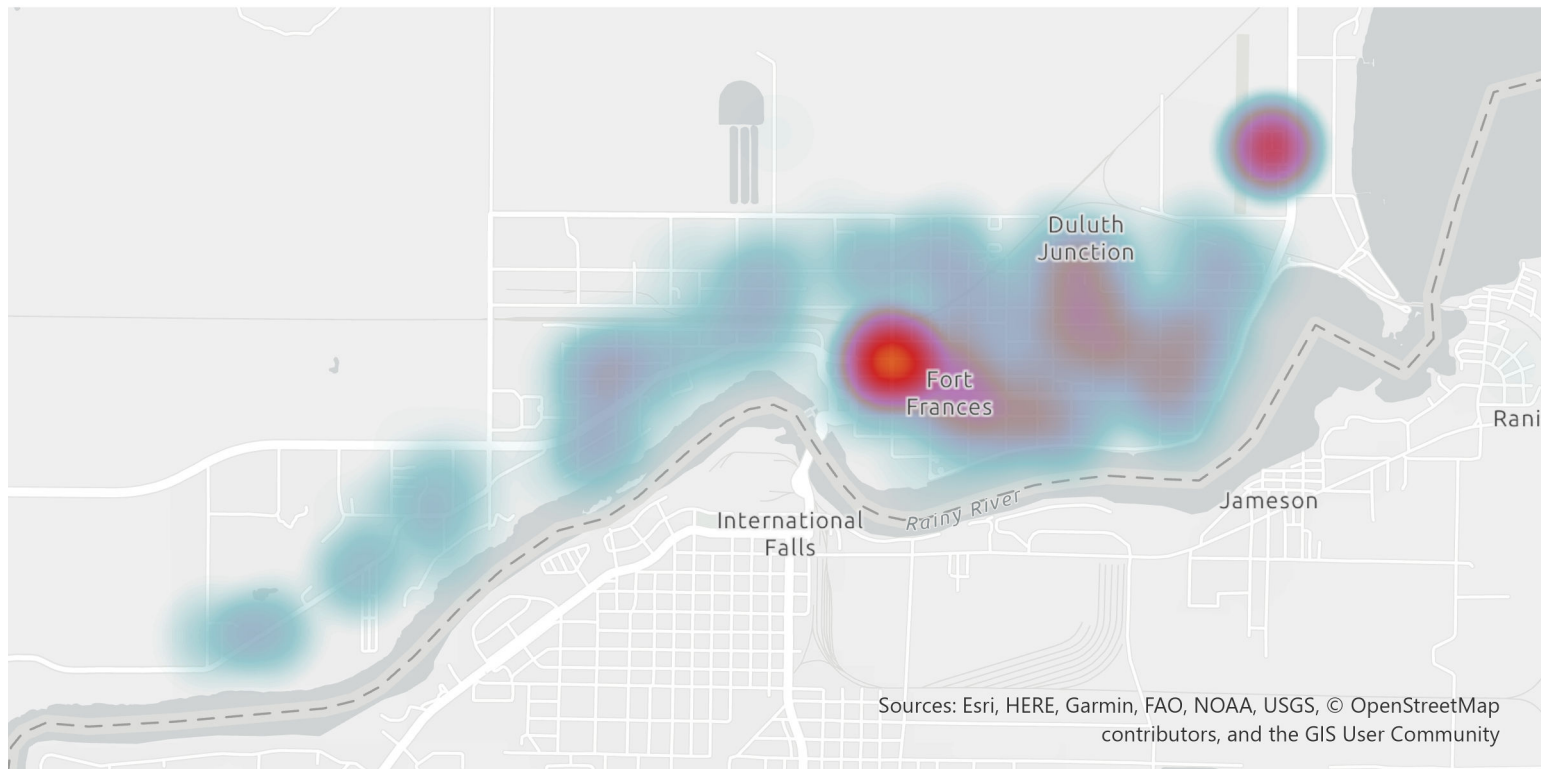 Duluth
Junction
Fort
Frances
Rani
International
Falls
Rainy River
Jameson
Sources: Esri, HERE, Garmin, FAO, NOAA, USGS, © OpenStreetMap
contributors, and the GIS User Community